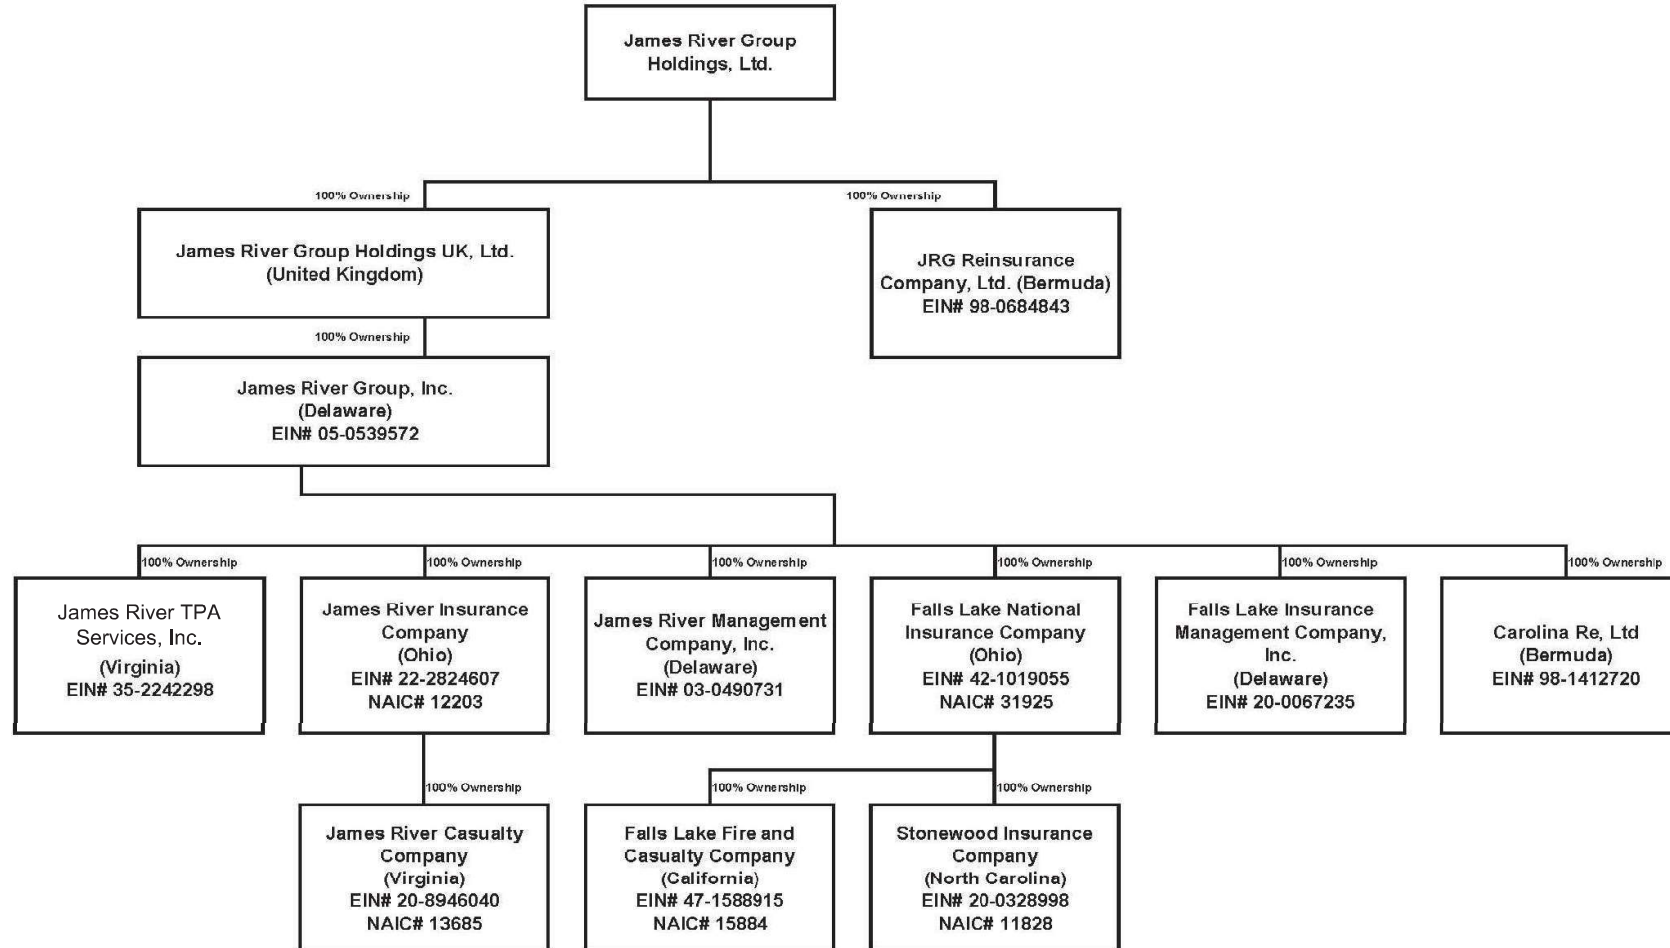 James River Group
Holdings, Ltd.
100% Ownership
100% Ownership
James River Group Holdings UK, Ltd.
(United Kingdom)
JRG Reinsurance
Company, Ltd. (Bermuda)
EIN# 98-0684843
100% Ownership
James River Group, Inc.
(Delaware)
EIN# 05-0539572
100% Ownership
100% Ownership
100% Ownership
100% Ownership
100% Ownership
100% Ownership
James River TPA
Services, Inc.
(Virginia)
EIN# 35-2242298
James River Insurance
Company
(Ohio)
EIN# 22-2824607
NAIC# 12203
James River Management
Company, Inc.
(Delaware)
EIN# 03-0490731
Falls Lake National
Insurance Company
(Ohio)
EIN# 42-1019055
NAIC# 31925
Falls Lake Insurance
Management Company,
Inc.
(Delaware)
EIN# 20-0067235
Carolina Re, Ltd
(Bermuda)
EIN# 98-1412720
100% Ownership
100% Ownership
100% Ownership
James River Casualty
Company
(Virginia)
EIN# 20-8946040
NAIC# 13685
Falls Lake Fire and
Casualty Company
(California)
EIN# 47-1588915
NAIC# 15884
Stonewood Insurance
Company
(North Carolina)
EIN# 20-0328998
NAIC# 11828